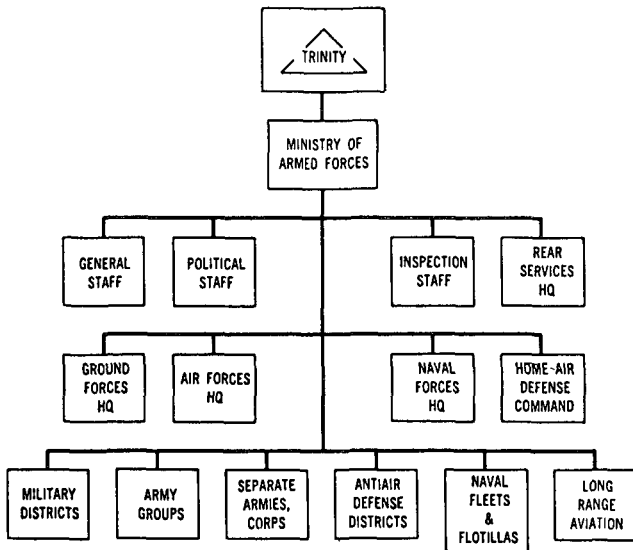 TRINITY
MINISTRY OF
ARMED FORCES
GENERAL
STAFF
POLITICAL
STAFF
INSPECTION
STAFF
REAR
SERVICES
HQ
GROUND
FORCES
HQ
AIR FORCES
HQ
NAVAL
FORCES
HQ
HOME-AIR
DEFENSE
COMMAND
MILITARY
DISTRICTS
ARMY
GROUPS
SEPARATE
ARMIES,
CORPS
ANTIAIR
DEFENSE
DISTRICTS
NAVAL
FLEETS
&
FLOTILLAS
LONG
RANGE
AVIATION